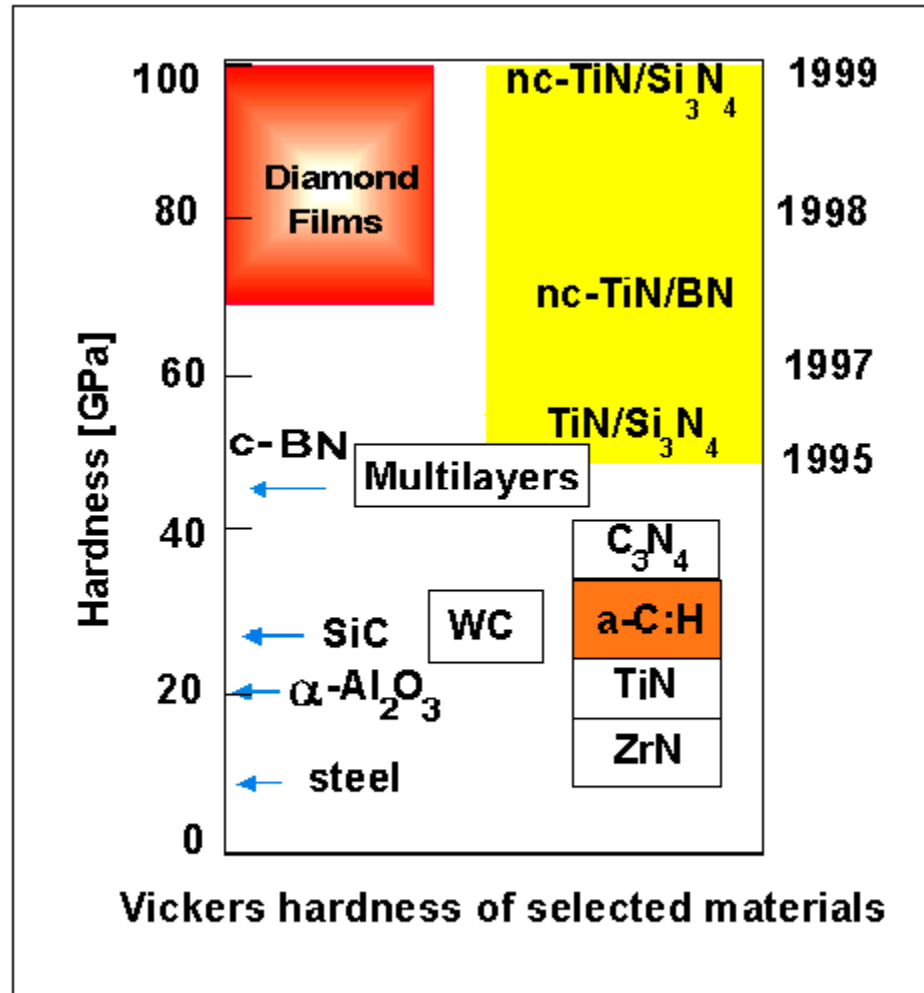 100
80
60
40
20
0
Hardness [GPa]
Diamond
Films
nc-TiN/Si₃N₄
nc-TiN/BN
TiN/Si₃N₄
1999
1998
1997
1995
c-BN
Multilayers
C₃N₄
a-C:H
TiN
ZrN
WC
SiC
α-Al₂O₃
steel
Vickers hardness of selected materials